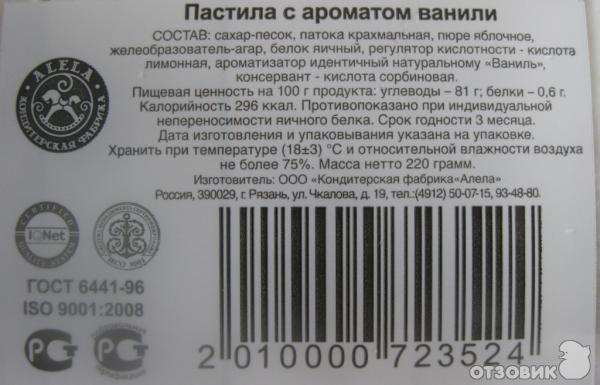 Пастила с ароматом ванили
СОСТАВ: сахар-песок, патока крахмальная, пюре яблочное,
желеобразователь-агар, белок яичный, регулятор кислотности - кислота
лимонная, ароматизатор идентичный натуральному «Ваниль»,
консервант - кислота сорбиновая.
Пищевая ценность на 100 г продукта: углеводы – 81 г; белки – 0,6 г.
Калорийность 296 ккал. Противопоказано при индивидуальной
непереносимости яичного белка. Срок годности 3 месяца.
Дата изготовления и упаковывания указана на упаковке.
Хранить при температуре (18±3) °С и относительной влажности воздуха
не более 75%. Масса нетто 220 грамм.
Изготовитель: ООО «Кондитерская фабрика«Алела»
Россия, 390029, г. Рязань, ул. Чкалова, д. 19, тел.:(4912) 50-07-15, 93-48-80.
ALELA
КОНДИТЕРСКАЯ ФАБРИКА
CERTIFIED
IQNet
ГОСТ 6441-96
ISO 9001:2008
РСТ
РСТ
2 010000 723524
ОТЗОВИК